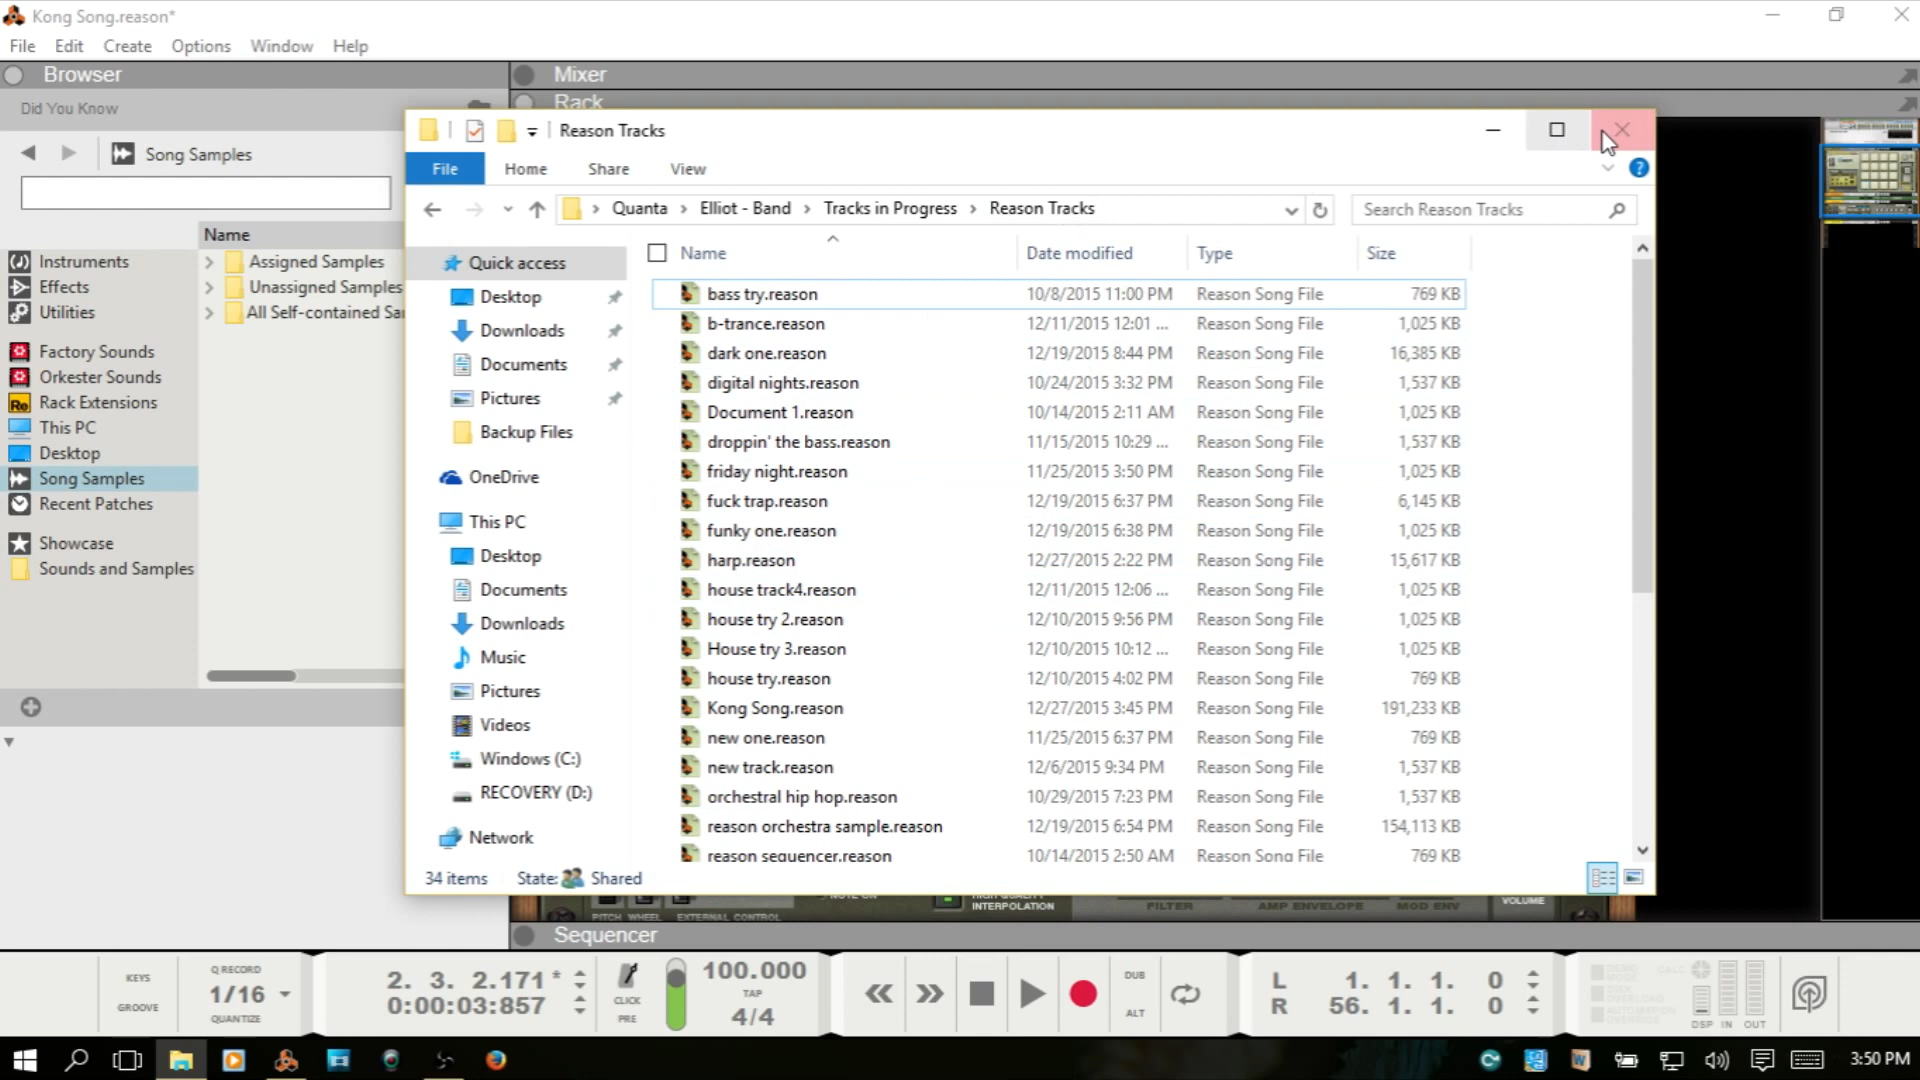 Kong Song.reason*
File Edit Create Options Window Help
Browser
Mixer
Did You Know
Rack
Song Samples
Name
Instruments
Effects
Utilities
Factory Sounds
Orkester Sounds
Rack Extensions
This PC
Desktop
Song Samples
Recent Patches
Showcase
Sounds and Samples
Assigned Samples
Unassigned Samples
All Self-contained Sa
Reason Tracks
File Home Share View
Quanta Elliot - Band Tracks in Progress Reason Tracks
Search Reason Tracks
Quick access
Desktop
Downloads
Documents
Pictures
Backup Files
OneDrive
This PC
Desktop
Documents
Downloads
Music
Pictures
Videos
Windows (C:)
RECOVERY (D:)
Network
Name Date modified Type Size
bass try.reason 10/8/2015 11:00 PM Reason Song File 769 KB
b-trance.reason 12/11/2015 12:01 ... Reason Song File 1,025 KB
dark one.reason 12/19/2015 8:44 PM Reason Song File 16,385 KB
digital nights.reason 10/24/2015 3:32 PM Reason Song File 1,537 KB
Document 1.reason 10/14/2015 2:11 AM Reason Song File 1,025 KB
droppin' the bass.reason 11/15/2015 10:29 ... Reason Song File 1,537 KB
friday night.reason 11/25/2015 3:50 PM Reason Song File 1,025 KB
fuck trap.reason 12/19/2015 6:37 PM Reason Song File 6,145 KB
funky one.reason 12/19/2015 6:38 PM Reason Song File 1,025 KB
harp.reason 12/27/2015 2:22 PM Reason Song File 15,617 KB
house track4.reason 12/11/2015 12:06 ... Reason Song File 1,025 KB
house try 2.reason 12/10/2015 9:56 PM Reason Song File 1,025 KB
House try 3.reason 12/10/2015 10:12 ... Reason Song File 1,025 KB
house try.reason 12/10/2015 4:02 PM Reason Song File 769 KB
Kong Song.reason 12/27/2015 3:45 PM Reason Song File 191,233 KB
new one.reason 11/25/2015 6:37 PM Reason Song File 769 KB
new track.reason 12/6/2015 9:34 PM Reason Song File 1,537 KB
orchestral hip hop.reason 10/29/2015 7:23 PM Reason Song File 1,537 KB
reason orchestra sample.reason 12/19/2015 6:54 PM Reason Song File 154,113 KB
reason sequencer.reason 10/14/2015 2:50 AM Reason Song File 769 KB
34 items State: Shared
PITCH WHEEL EXTERNAL CONTROL
INTERPOLATION
FILTER AMP ENVELOPE MOD ENV
VOLUME
Sequencer
KEYS
GROOVE
Q RECORD
1/16
QUANTIZE
2. 3. 2.171 *
0:00:03:857
CLICK
PRE
100.000
TAP
4/4
DUB
ALT
L 1. 1. 1. 0
R 56. 1. 1. 0
CALC
DSP IN OUT
3:50 PM